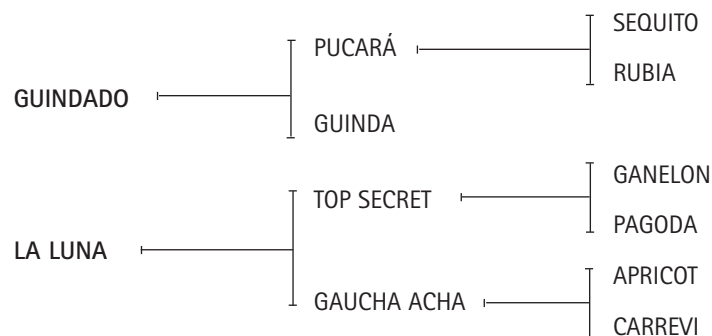 SEQUITO
PUCARÁ
RUBIA
GUINDADO
GUINDA
GANELON
TOP SECRET
PAGODA
LA LUNA
APRICOT
GAUCHA ACHA
CARREVI